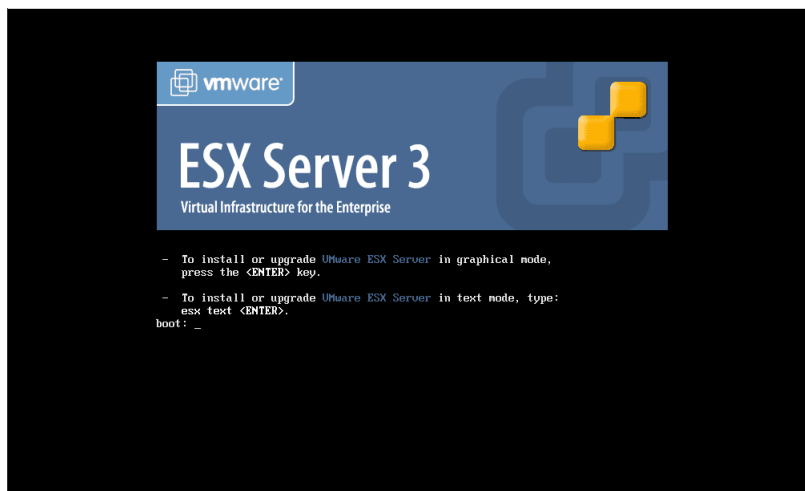 vmware
ESX Server 3
Virtual Infrastructure for the Enterprise
- To install or upgrade VMware ESX Server in graphical mode,
press the <ENTER> key.
- To install or upgrade VMware ESX Server in text mode, type:
esx text <ENTER>.
boot: _